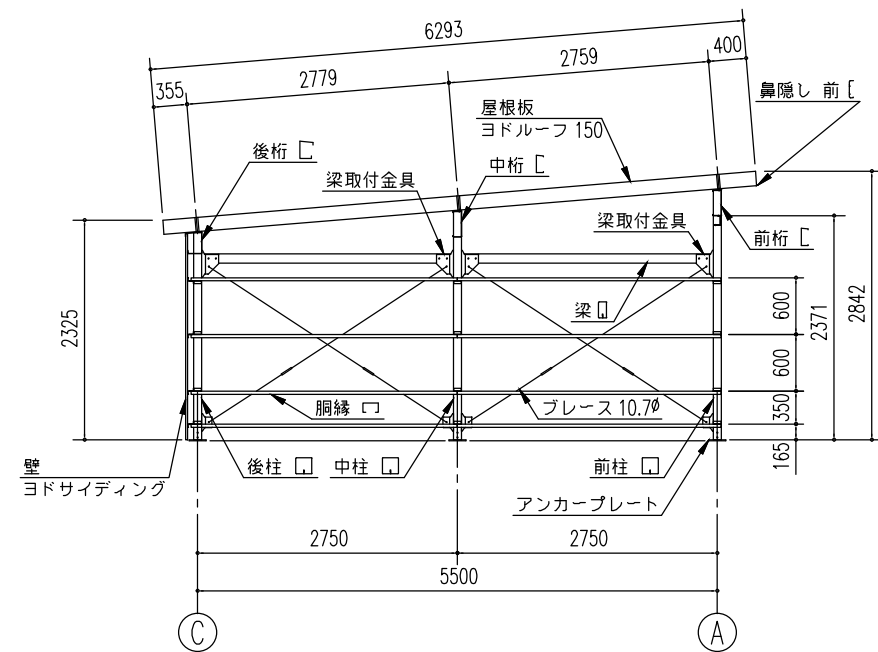 6293
2779
2759
400
355
鼻隠し 前
屋根板
ヨドルーフ 150
後桁
中桁
梁取付金具
梁取付金具
前桁
梁
2325
600
600
350
165
2371
2842
胴縁
ブレース 10.7φ
壁
ヨドサイディング
後柱
中柱
前柱
アンカープレート
2750
2750
5500
C
A